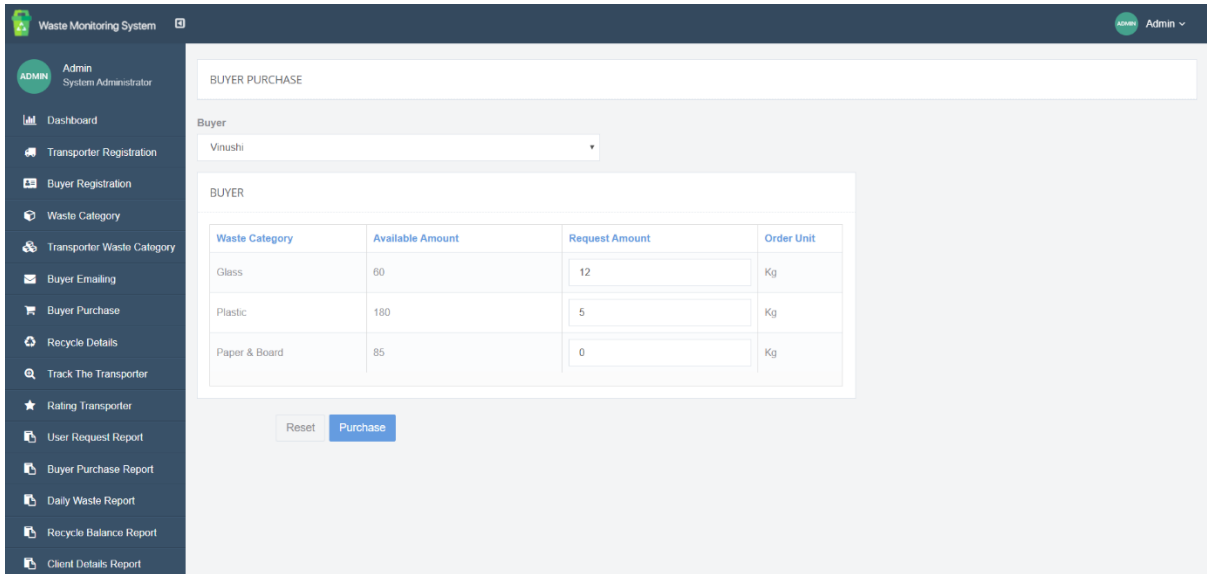 Waste Monitoring System
ADMIN Admin
ADMIN
Admin
System Administrator
Dashboard
Transporter Registration
Buyer Registration
Waste Category
Transporter Waste Category
Buyer Emailing
Buyer Purchase
Recycle Details
Track The Transporter
Rating Transporter
User Request Report
Buyer Purchase Report
Daily Waste Report
Recycle Balance Report
Client Details Report
BUYER PURCHASE
Buyer
Vinushi
BUYER
Waste Category Available Amount Request Amount Order Unit
Glass 60 12 Kg
Plastic 180 5 Kg
Paper & Board 85 0 Kg
Reset Purchase